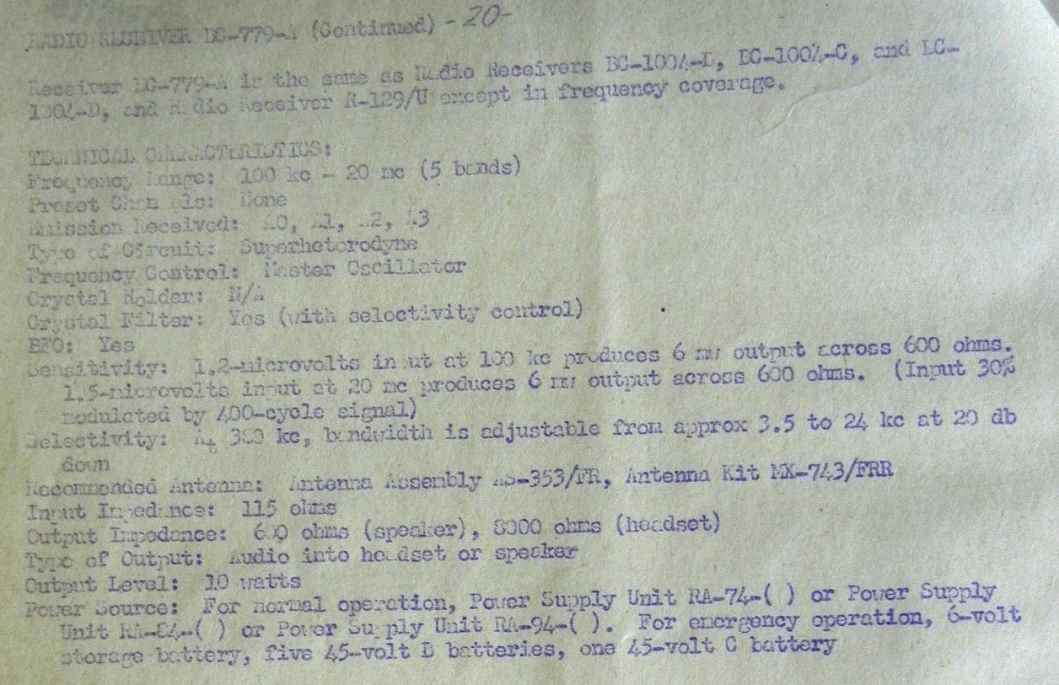 RADIO RECEIVER BC-779-A (Continued) -20-
Receiver BC-779-A is the same as Radio Receivers BC-1004-B, BC-1004-C, and BC-
1004-D, and Radio Receiver R-129/U except in frequency coverage.
TECHNICAL CHARACTERISTICS:
Frequency Range: 100 kc - 20 mc (5 bands)
Preset Channels: None
Emission Received: A0, A1, A2, A3
Type of Circuit: Superheterodyne
Frequency Control: Master Oscillator
Crystal Holder: N/A
Crystal Filter: Yes (with selectivity control)
BFO: Yes
Sensitivity: 1,2-microvolts input at 100 kc produces 6 mw output across 600 ohms.
1.5-microvolts input at 20 mc produces 6 mw output across 600 ohms. (Input 30%
modulated by 400-cycle signal)
Selectivity: At kc, bandwidth is adjustable from approx 3.5 to 24 kc at 20 db
down
Recommended Antenna: Antenna Assembly AS-353/FR, Antenna Kit MX-743/FRR
Input Impedance: 115 ohms
Output Impedance: 600 ohms (speaker), 8000 ohms (headset)
Type of Output: Audio into headset or speaker
Output Level: 10 watts
Power Source: For normal operation, Power Supply Unit RA-74-( ) or Power Supply
Unit RA-84-( ) or Power Supply Unit RA-94-( ). For emergency operation, 6-volt
storage battery, five 45-volt B batteries, one 45-volt C battery